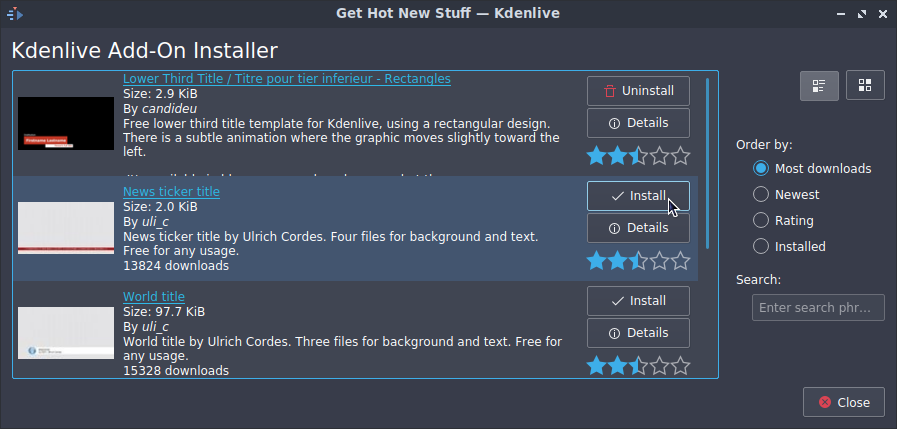 Get Hot New Stuff — Kdenlive
Kdenlive Add-On Installer
Lower Third Title / Titre pour tier inferieur - Rectangles
Size: 2.9 KiB
By candideu
Free lower third title template for Kdenlive, using a rectangular design.
There is a subtle animation where the graphic moves slightly toward the
left.
Uninstall
Details
News ticker title
Size: 2.0 KiB
By uli_c
News ticker title by Ulrich Cordes. Four files for background and text.
Free for any usage.
13824 downloads
Install
Details
World title
Size: 97.7 KiB
By uli_c
World title by Ulrich Cordes. Three files for background and text. Free for
any usage.
15328 downloads
Install
Details
Order by:
Most downloads
Newest
Rating
Installed
Search:
Enter search phr...
Close